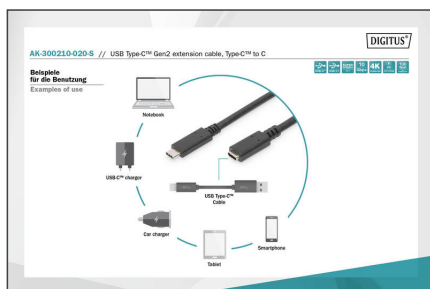 DIGITUS®
AK-300210-020-S // USB Type-C™ Gen2 extension cable, Type-C™ to C
Beispiele
für die Benutzung
Examples of use
4K
Notebook
USB-C™ charger
USB Type-C™
Cable
Car charger
Smartphone
Tablet